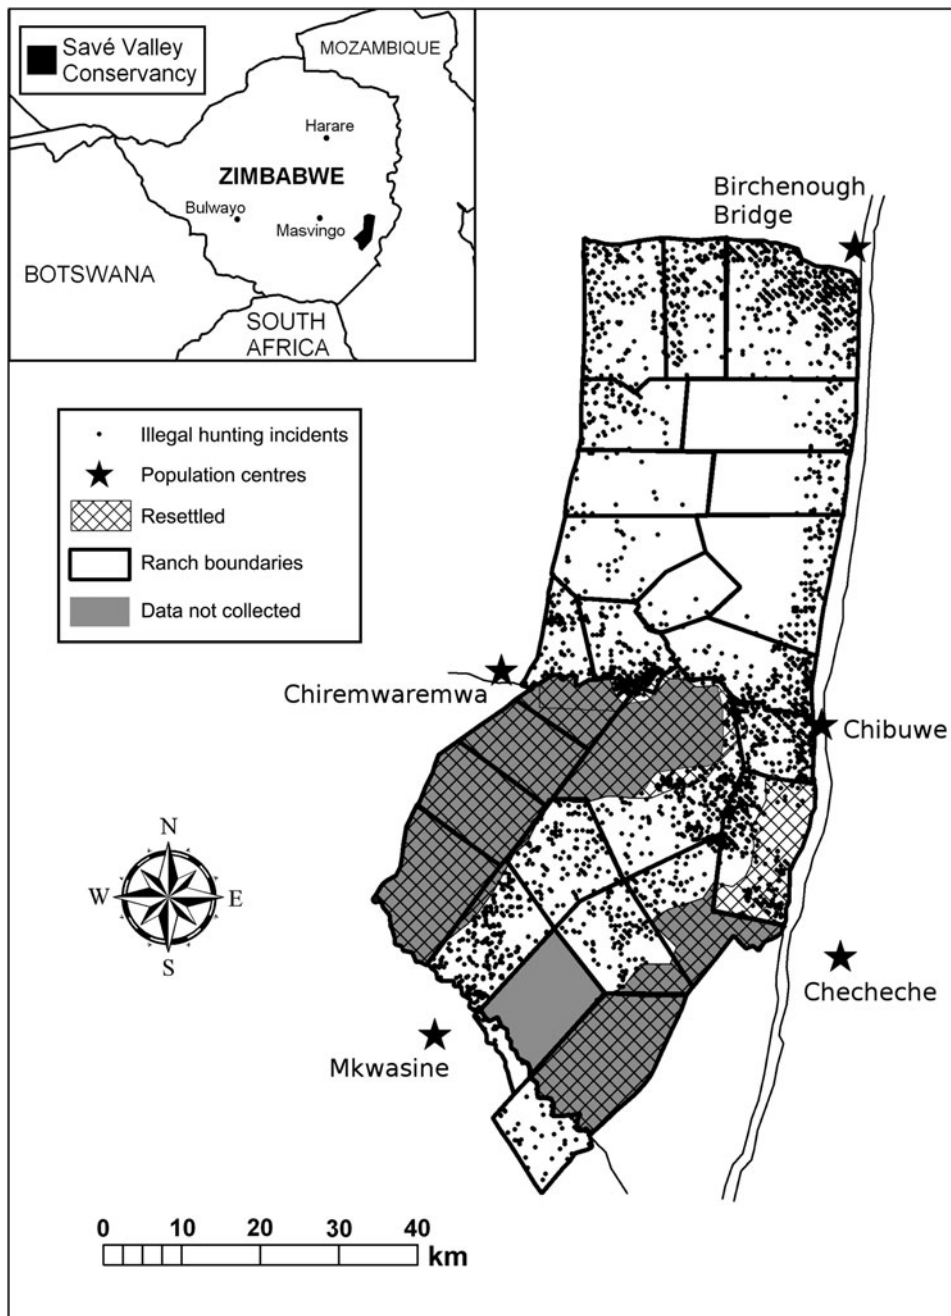 Savé Valley
Conservancy
MOZAMBIQUE
Harare
ZIMBABWE
Bulwayo
Masvingo
BOTSWANA
SOUTH
AFRICA
Birchenough
Bridge
Illegal hunting incidents
Population centres
Resettled
Ranch boundaries
Data not collected
Chiremwaremwa
Chibuwe
N
W
E
S
Checheche
Mkwasine
0 10 20 30 40
km